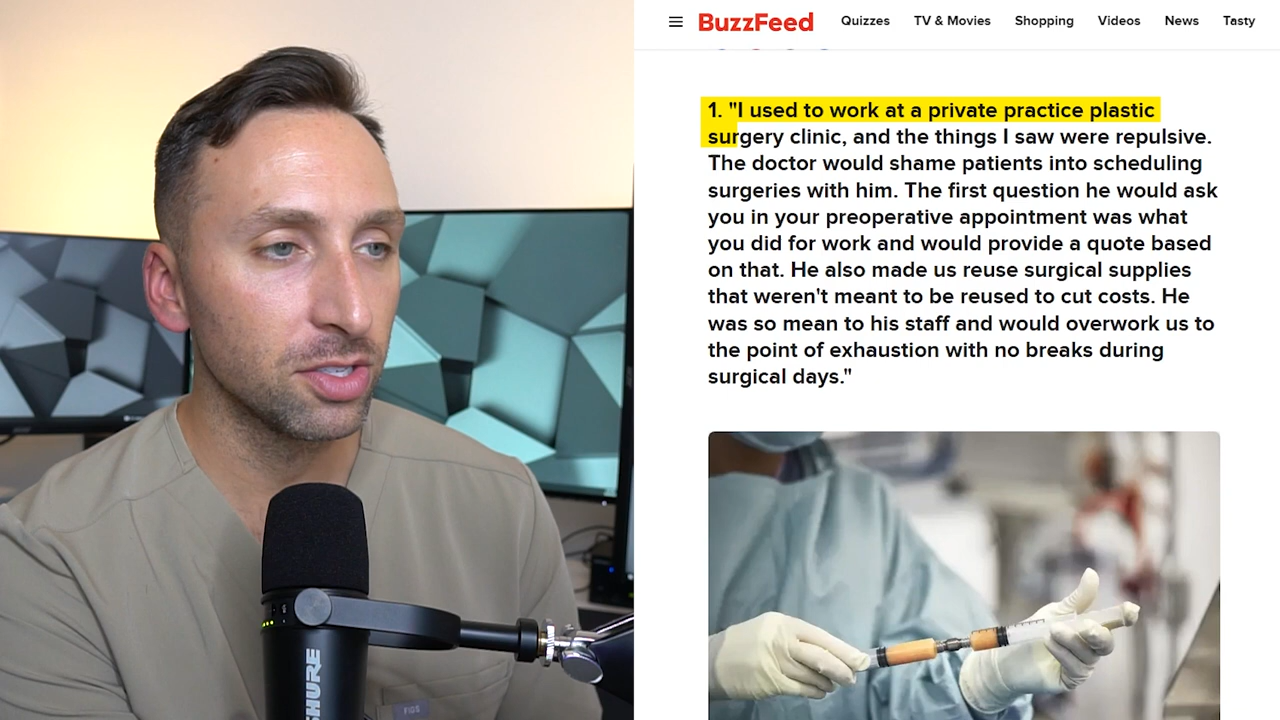 BuzzFeed
Quizzes
TV & Movies
Shopping
Videos
News
Tasty
1. "I used to work at a private practice plastic
surgery clinic, and the things I saw were repulsive.
The doctor would shame patients into scheduling
surgeries with him. The first question he would ask
you in your preoperative appointment was what
you did for work and would provide a quote based
on that. He also made us reuse surgical supplies
that weren't meant to be reused to cut costs. He
was so mean to his staff and would overwork us to
the point of exhaustion with no breaks during
surgical days."
SHURE
FIGS